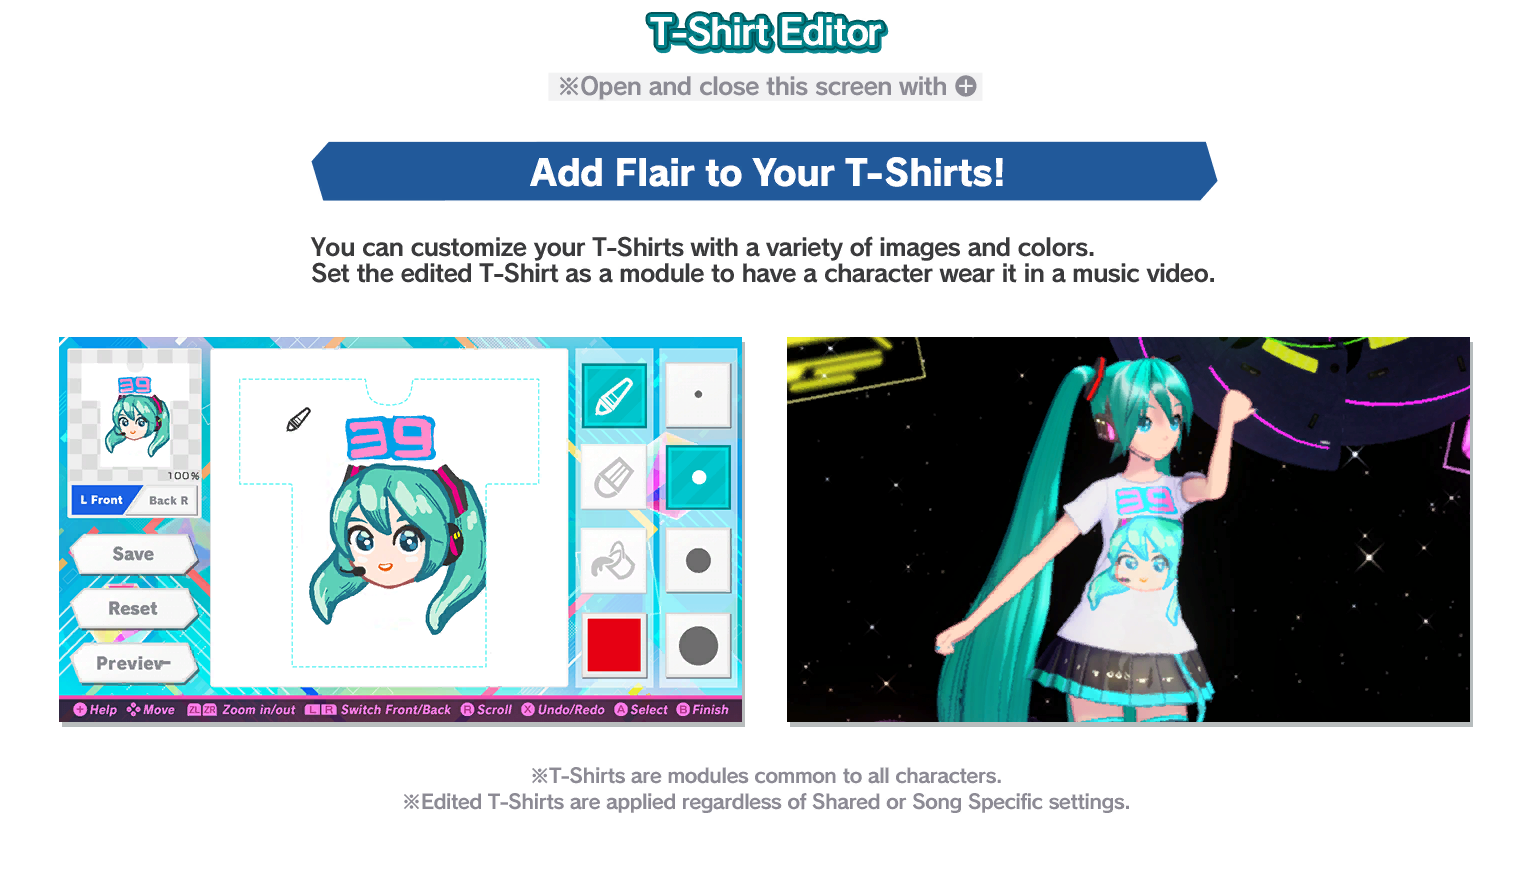 T-Shirt Editor
※Open and close this screen with
Add Flair to Your T-Shirts!
You can customize your T-Shirts with a variety of images and colors.
Set the edited T-Shirt as a module to have a character wear it in a music video.
39
100%
L Front
Back R
Save
Reset
Preview
39
+ Help
Move
ZL ZR Zoom in/out
L R Switch Front/Back
R Scroll
X Undo/Redo
A Select
B Finish
39
※T-Shirts are modules common to all characters.
※Edited T-Shirts are applied regardless of Shared or Song Specific settings.